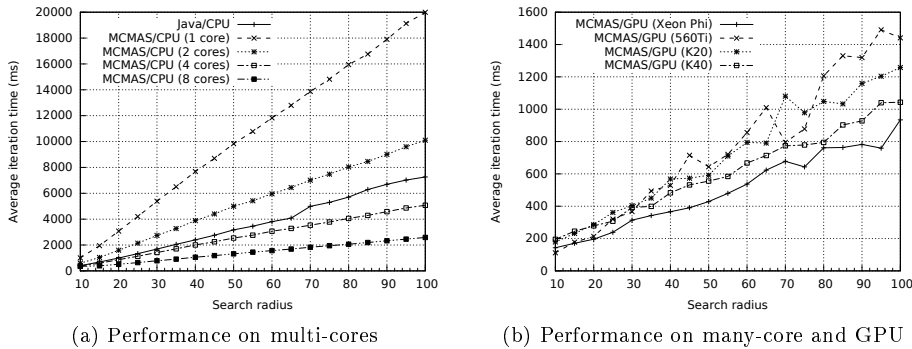 Average iteration time (ms)
20000
18000
16000
14000
12000
10000
8000
6000
4000
2000
0
Java/CPU
MCMAS/CPU (1 core)
MCMAS/CPU (2 cores)
MCMAS/CPU (4 cores)
MCMAS/CPU (8 cores)
10 20 30 40 50 60 70 80 90 100
Search radius
(a) Performance on multi-cores
Average iteration time (ms)
1600
1400
1200
1000
800
600
400
200
0
MCMAS/GPU (Xeon Phi)
MCMAS/GPU (560Ti)
MCMAS/GPU (K20)
MCMAS/GPU (K40)
10 20 30 40 50 60 70 80 90 100
Search radius
(b) Performance on many-core and GPU